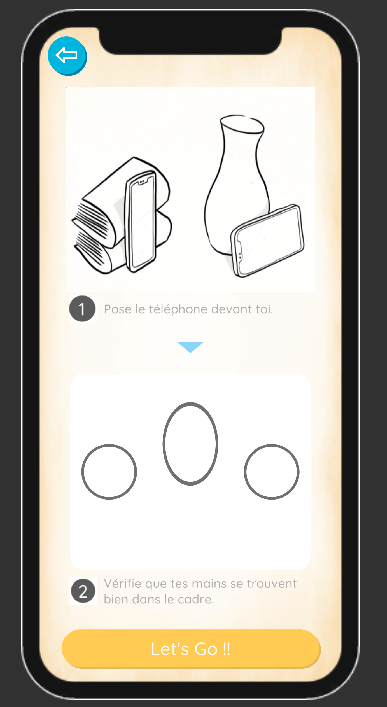 1 Pose le téléphone devant toi.
2 Vérifie que tes mains se trouvent
bien dans le cadre.
Let's Go !!